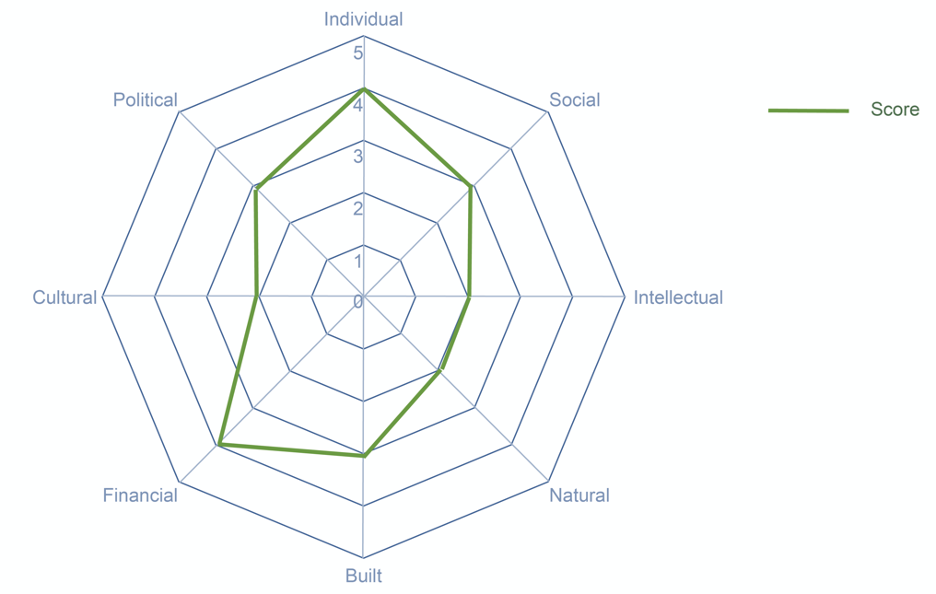 Individual
5
Political
Social
Score
4
3
2
1
Cultural
0
Intellectual
Financial
Natural
Built